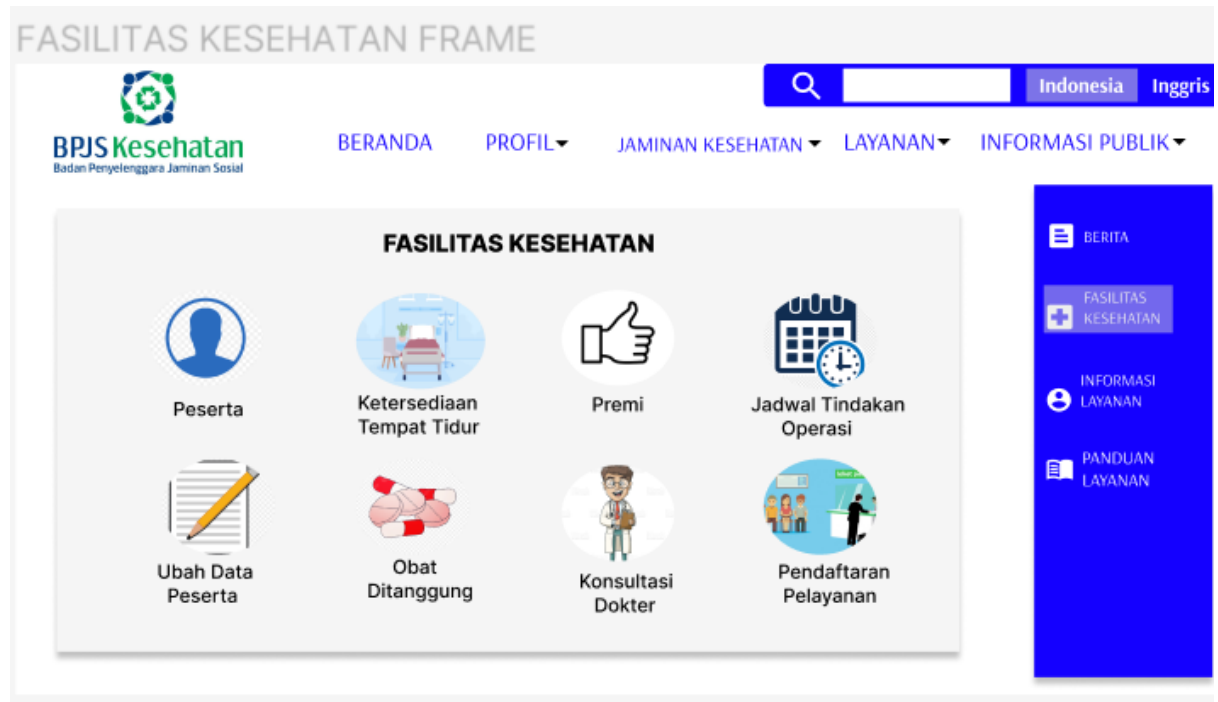 FASILITAS KESEHATAN FRAME
Indonesia Inggris
BPJS Kesehatan
Badan Penyelenggara Jaminan Sosial
BERANDA PROFIL JAMINAN KESEHATAN LAYANAN INFORMASI PUBLIK
FASILITAS KESEHATAN
Peserta
Ketersediaan
Tempat Tidur
Premi
Jadwal Tindakan
Operasi
Ubah Data
Peserta
Obat
Ditanggung
Konsultasi
Dokter
Pendaftaran
Pelayanan
BERITA
FASILITAS
KESEHATAN
INFORMASI
LAYANAN
PANDUAN
LAYANAN